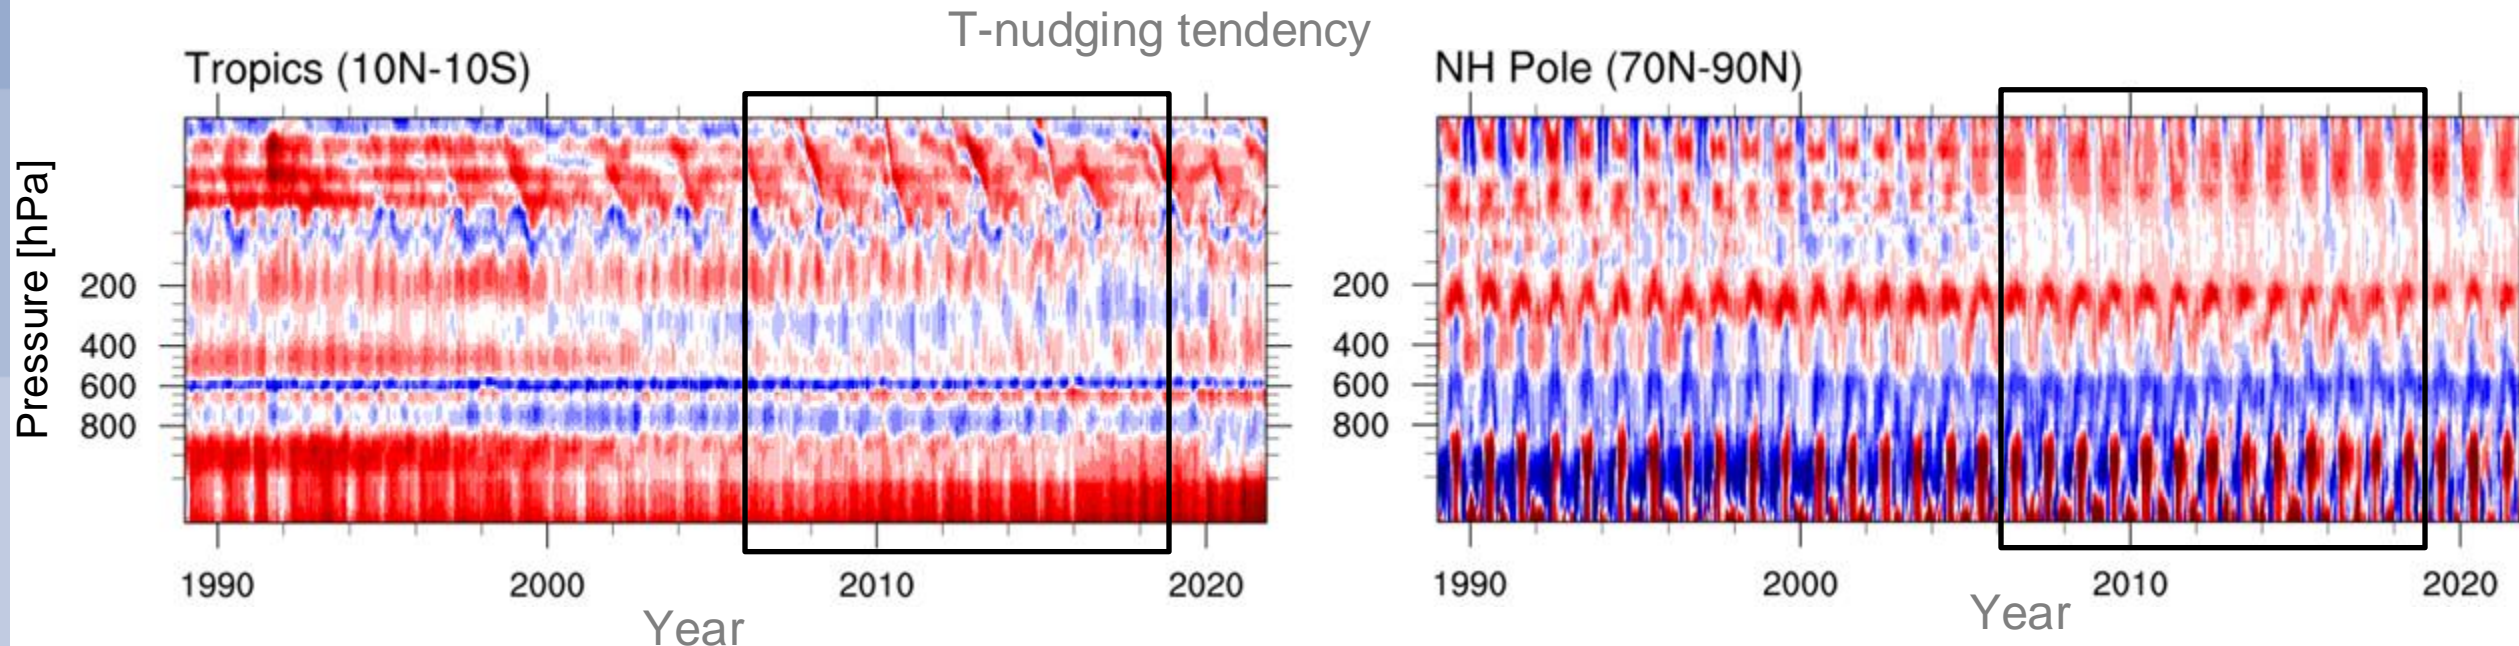 T-nudging tendency
Tropics (10N-10S)
NH Pole (70N-90N)
Pressure [hPa]
200
400
600
800
1990
2000
2010
2020
Year
200
400
600
800
1990
2000
2010
2020
Year